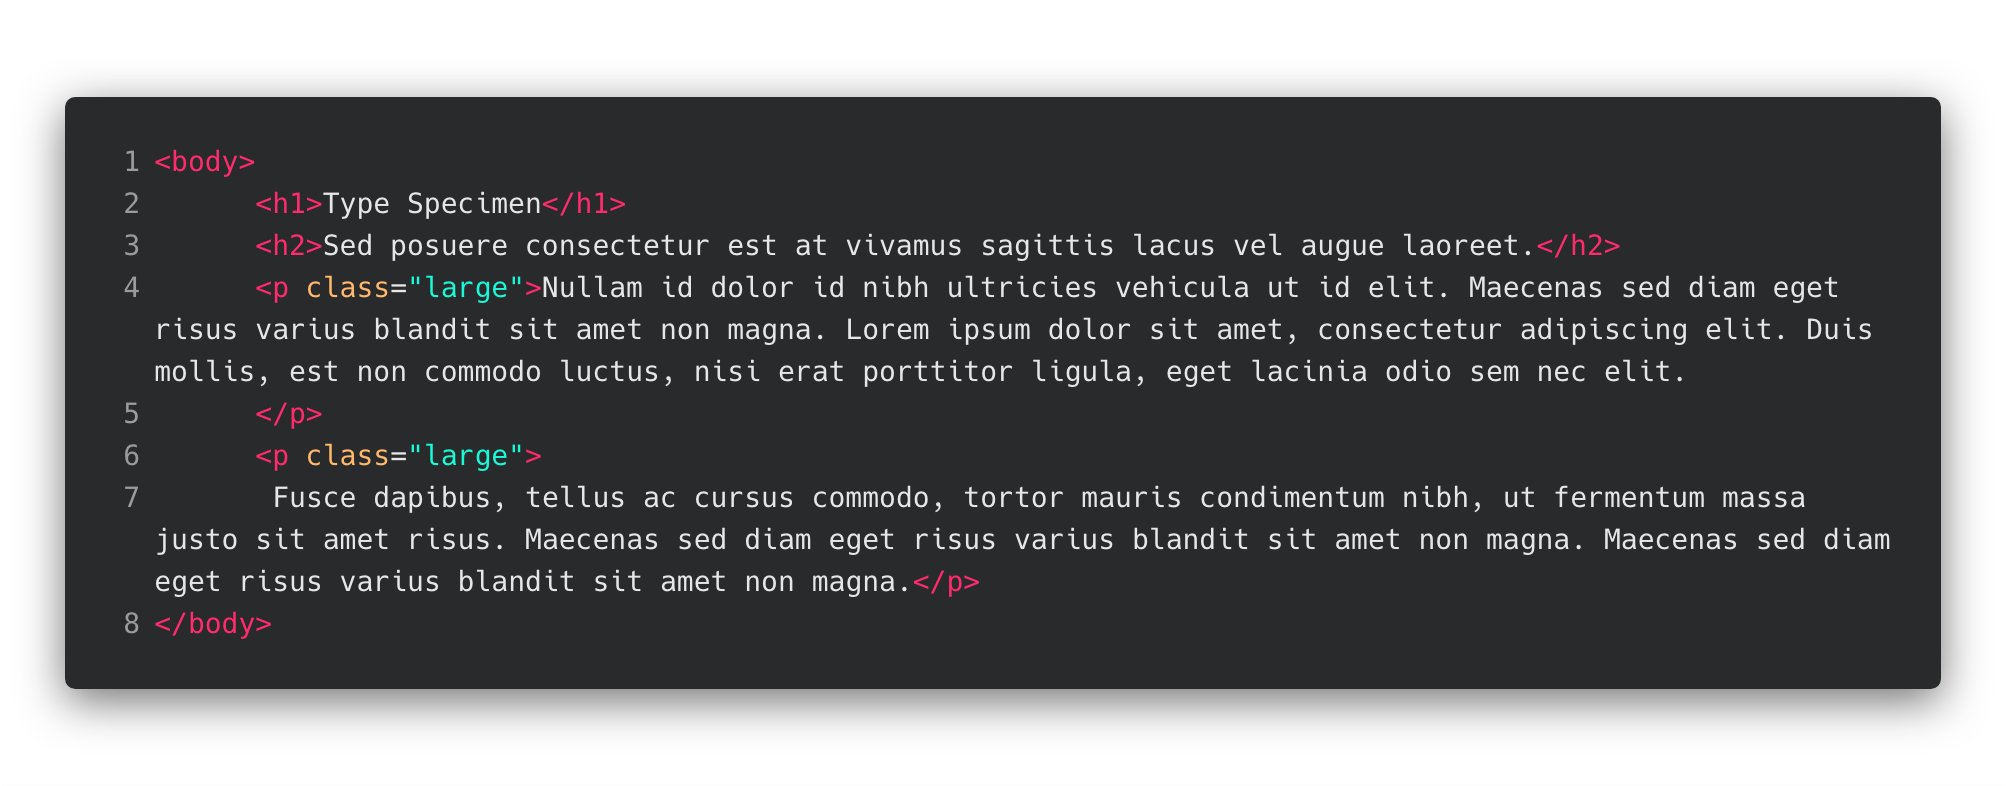 1 <body>
2 <h1>Type Specimen</h1>
3 <h2>Sed posuere consectetur est at vivamus sagittis lacus vel augue laoreet.</h2>
4 <p class="large">Nullam id dolor id nibh ultricies vehicula ut id elit. Maecenas sed diam eget
risus varius blandit sit amet non magna. Lorem ipsum dolor sit amet, consectetur adipiscing elit. Duis
mollis, est non commodo luctus, nisi erat porttitor ligula, eget lacinia odio sem nec elit.
5 </p>
6 <p class="large">
7 Fusce dapibus, tellus ac cursus commodo, tortor mauris condimentum nibh, ut fermentum massa
justo sit amet risus. Maecenas sed diam eget risus varius blandit sit amet non magna. Maecenas sed diam
eget risus varius blandit sit amet non magna.</p>
8 </body>